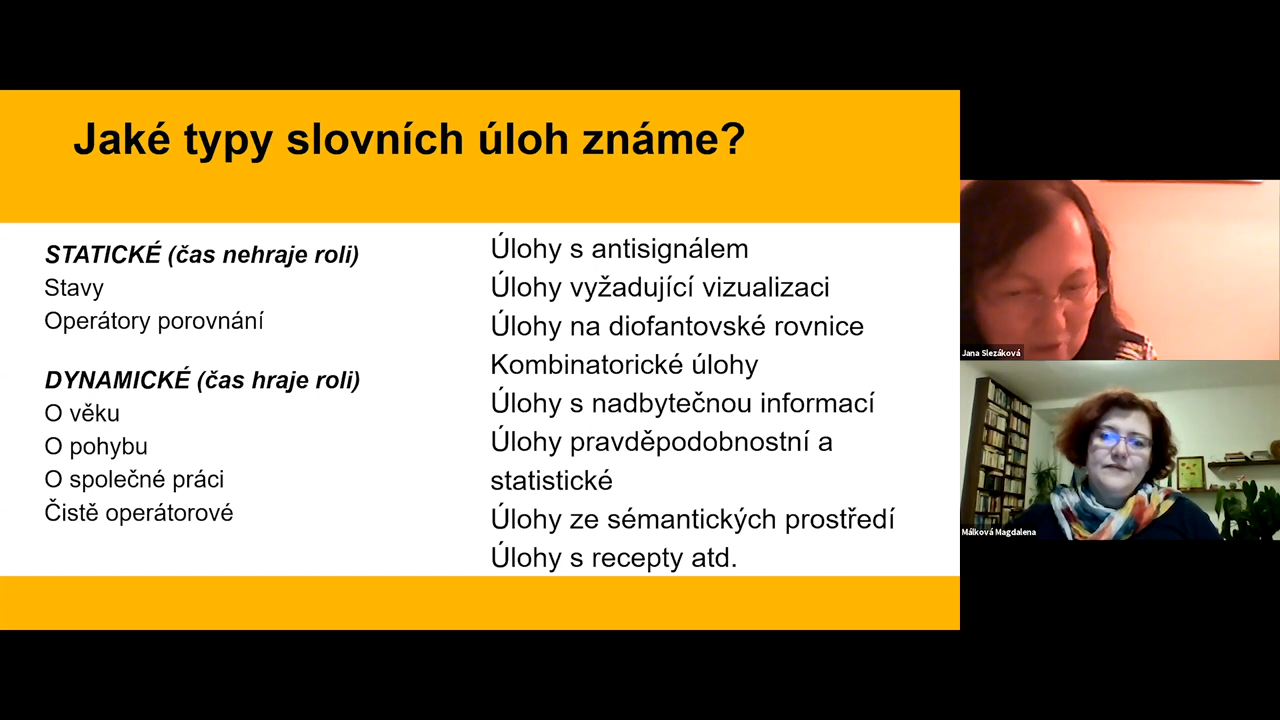 Jaké typy slovních úloh známe?
STATICKÉ (čas nehraje roli)
Stavy
Operátory porovnání
DYNAMICKÉ (čas hraje roli)
O věku
O pohybu
O společné práci
Čistě operátorové
Úlohy s antisignálem
Úlohy vyžadující vizualizaci
Úlohy na diofantovské rovnice
Kombinatorické úlohy
Úlohy s nadbytečnou informací
Úlohy pravděpodobnostní a
statistické
Úlohy ze sémantických prostředí
Úlohy s recepty atd.
Jana Slezáková
Málková Magdalena